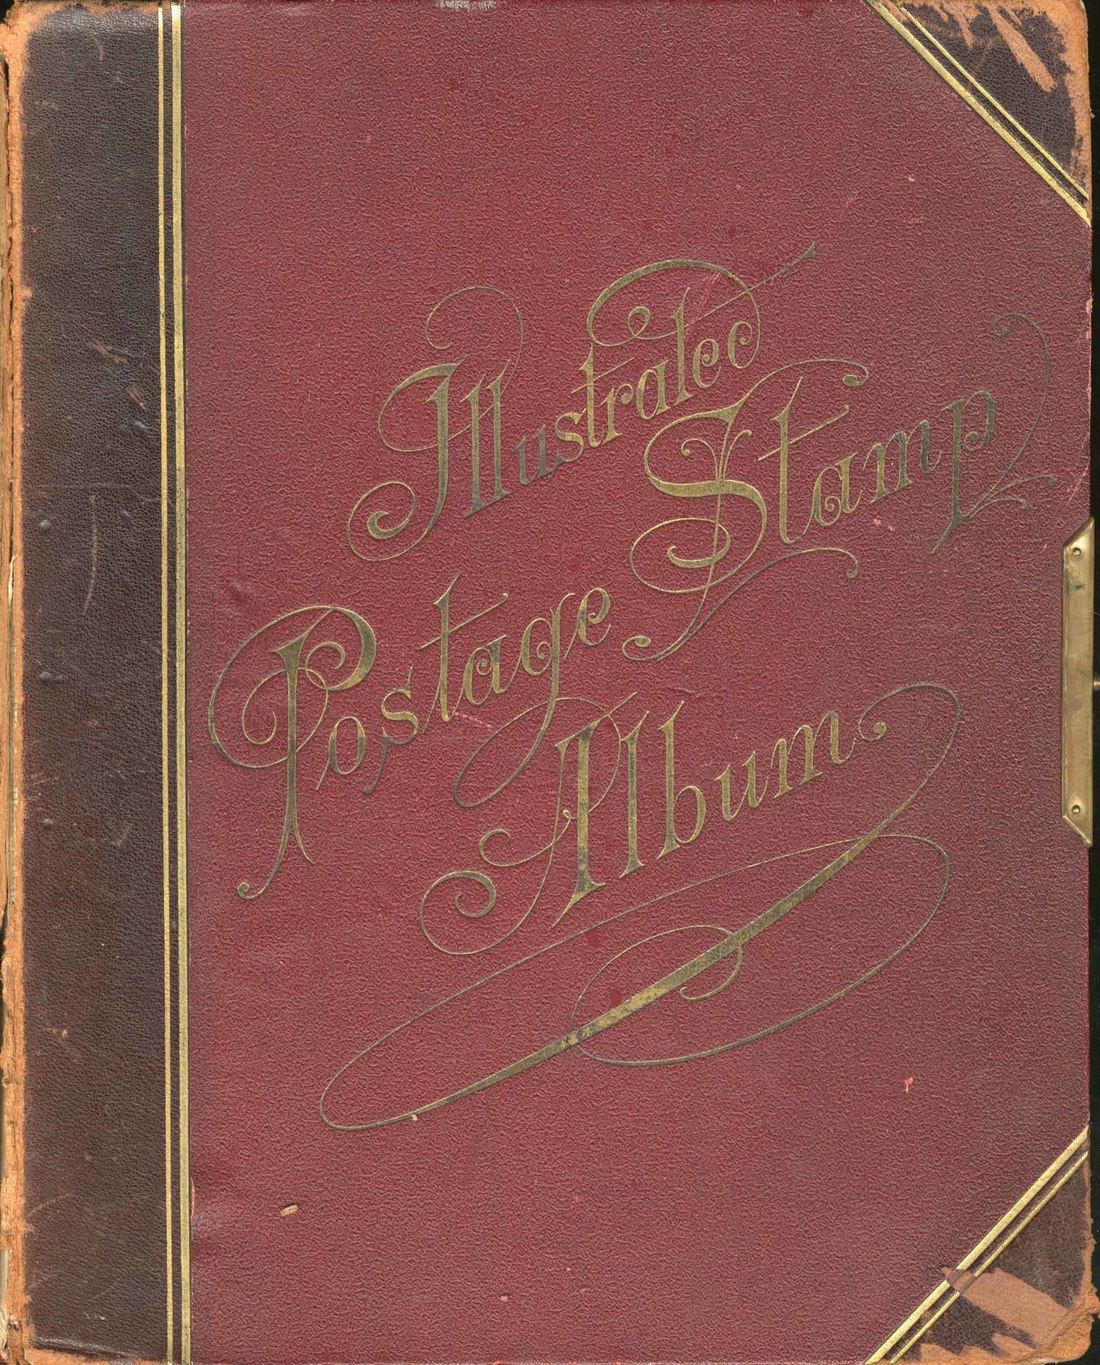 Illustrated
Postage Stamp
Album